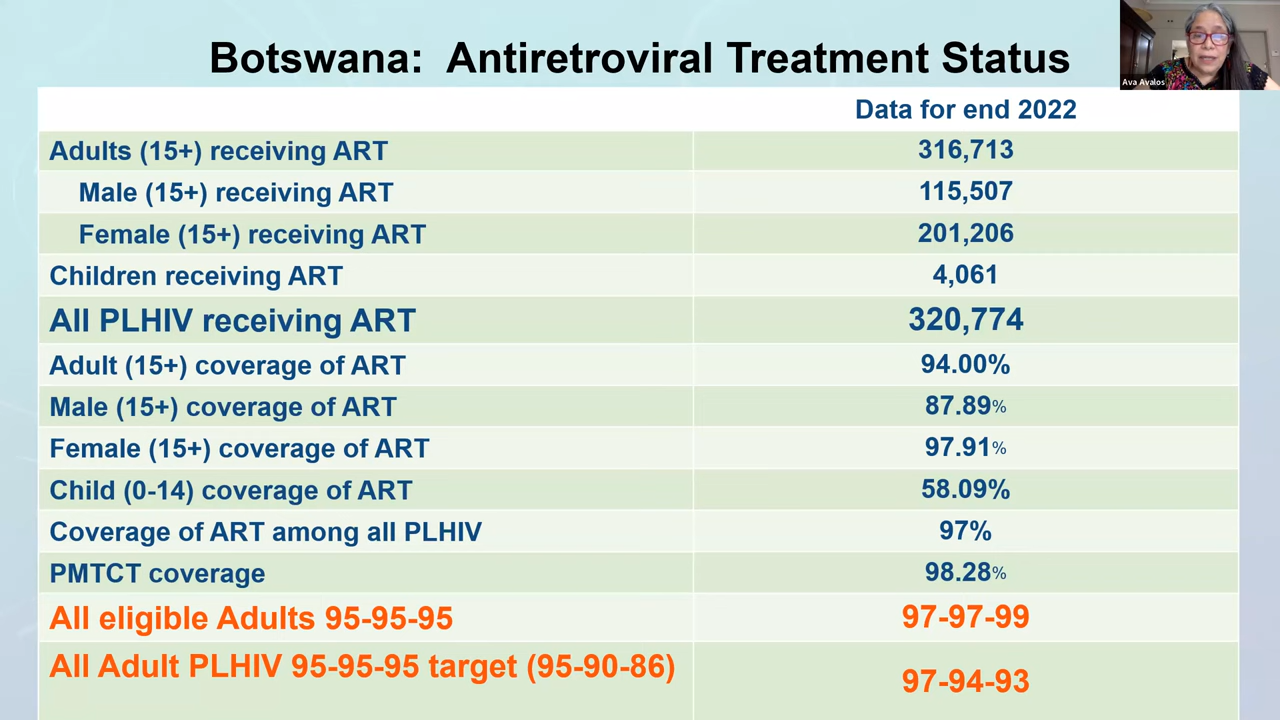 Botswana: Antiretroviral Treatment Status
Ava Avalos
Data for end 2022
Adults (15+) receiving ART 316,713
Male (15+) receiving ART 115,507
Female (15+) receiving ART 201,206
Children receiving ART 4,061
All PLHIV receiving ART 320,774
Adult (15+) coverage of ART 94.00%
Male (15+) coverage of ART 87.89%
Female (15+) coverage of ART 97.91%
Child (0-14) coverage of ART 58.09%
Coverage of ART among all PLHIV 97%
PMTCT coverage 98.28%
All eligible Adults 95-95-95 97-97-99
All Adult PLHIV 95-95-95 target (95-90-86) 97-94-93